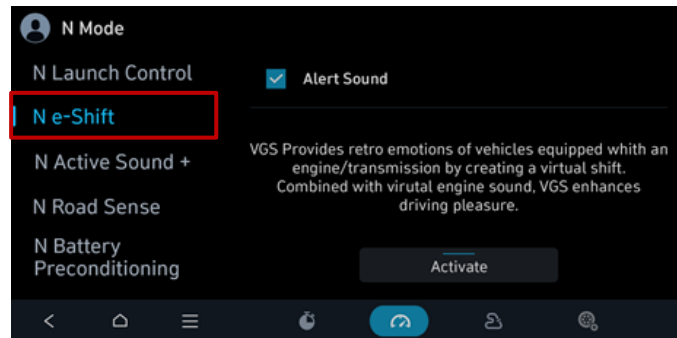 N Mode
N Launch Control
N e-Shift
N Active Sound +
N Road Sense
N Battery
Preconditioning
Alert Sound
VGS Provides retro emotions of vehicles equipped whith an
engine/transmission by creating a virtual shift.
Combined with virutal engine sound, VGS enhances
driving pleasure.
Activate